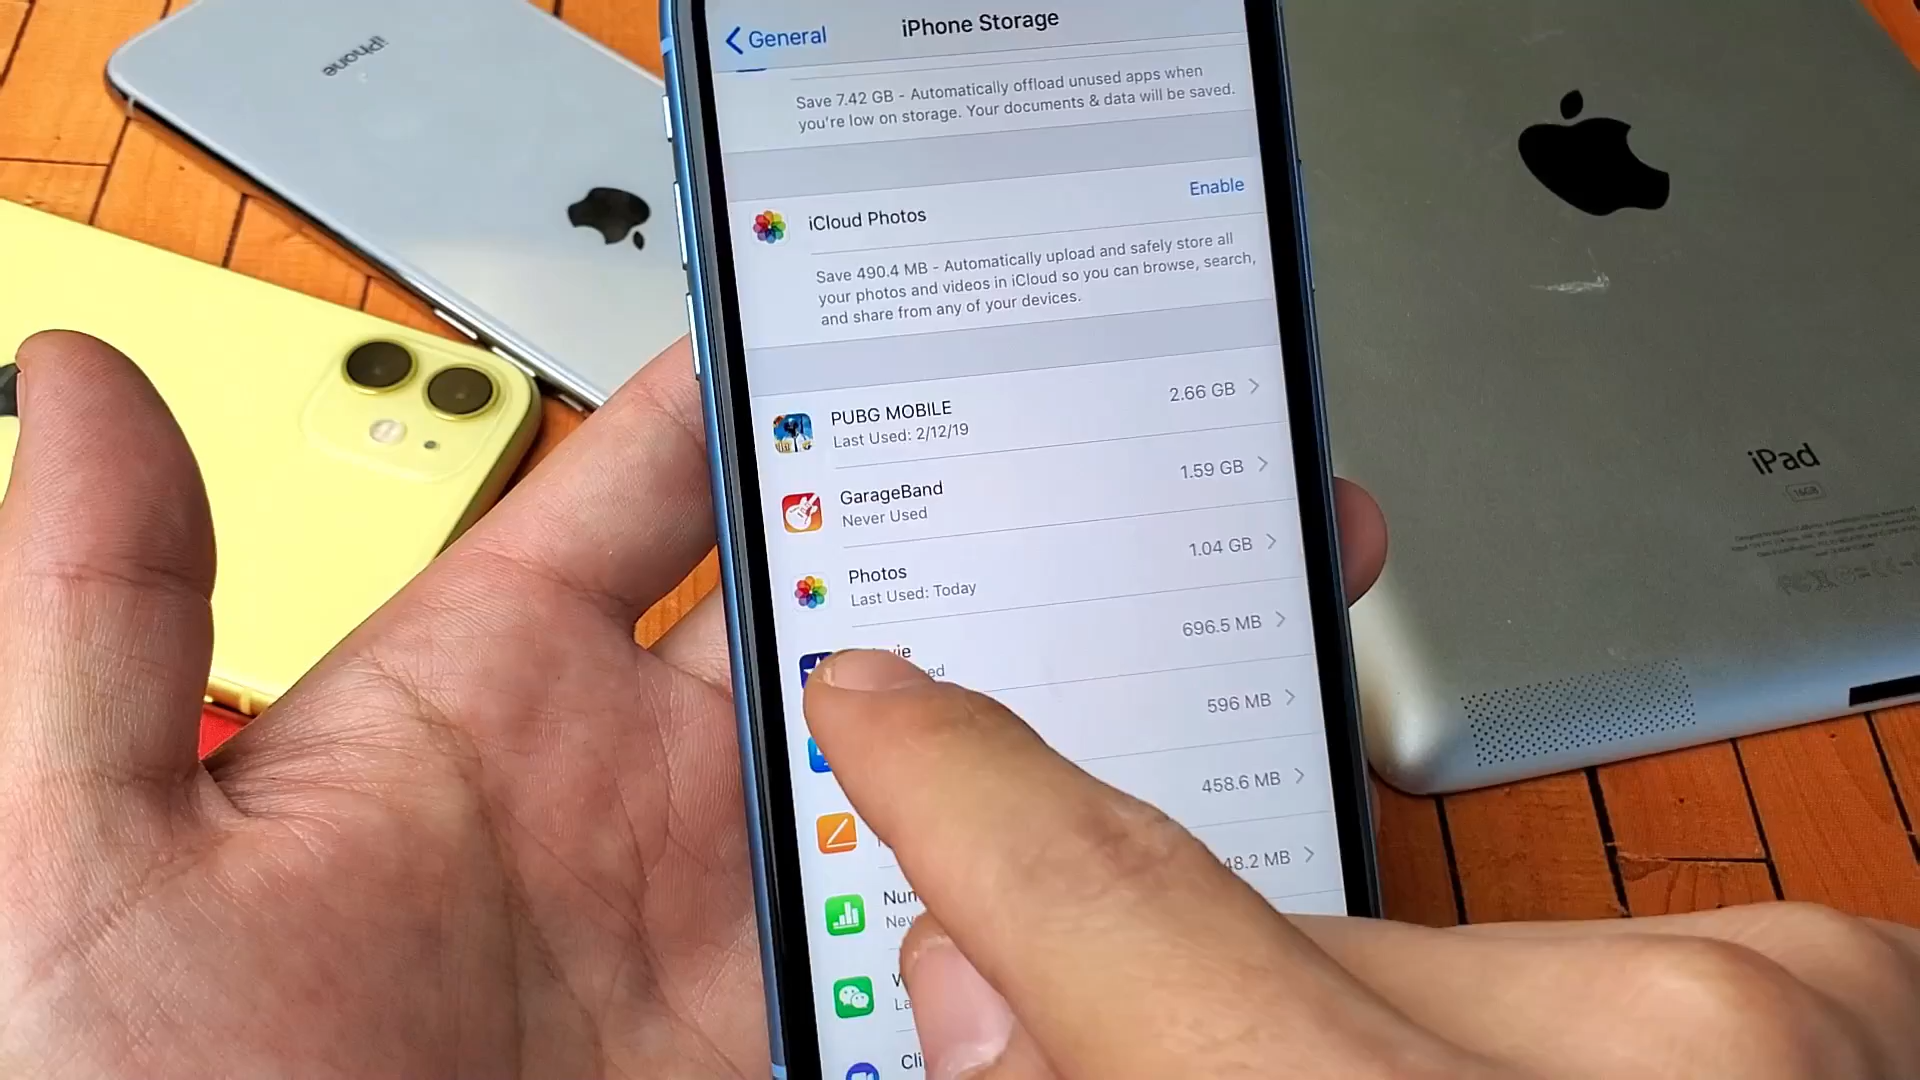 iPhone
General
iPhone Storage
Save 7.42 GB - Automatically offload unused apps when
you're low on storage. Your documents & data will be saved.
iCloud Photos
Enable
Save 490.4 MB - Automatically upload and safely store all
your photos and videos in iCloud so you can browse, search,
and share from any of your devices.
PUBG MOBILE
2.66 GB
Last Used: 2/12/19
GarageBand
1.59 GB
Never Used
Photos
1.04 GB
Last Used: Today
696.5 MB
596 MB
458.6 MB
48.2 MB
iPad
16GB